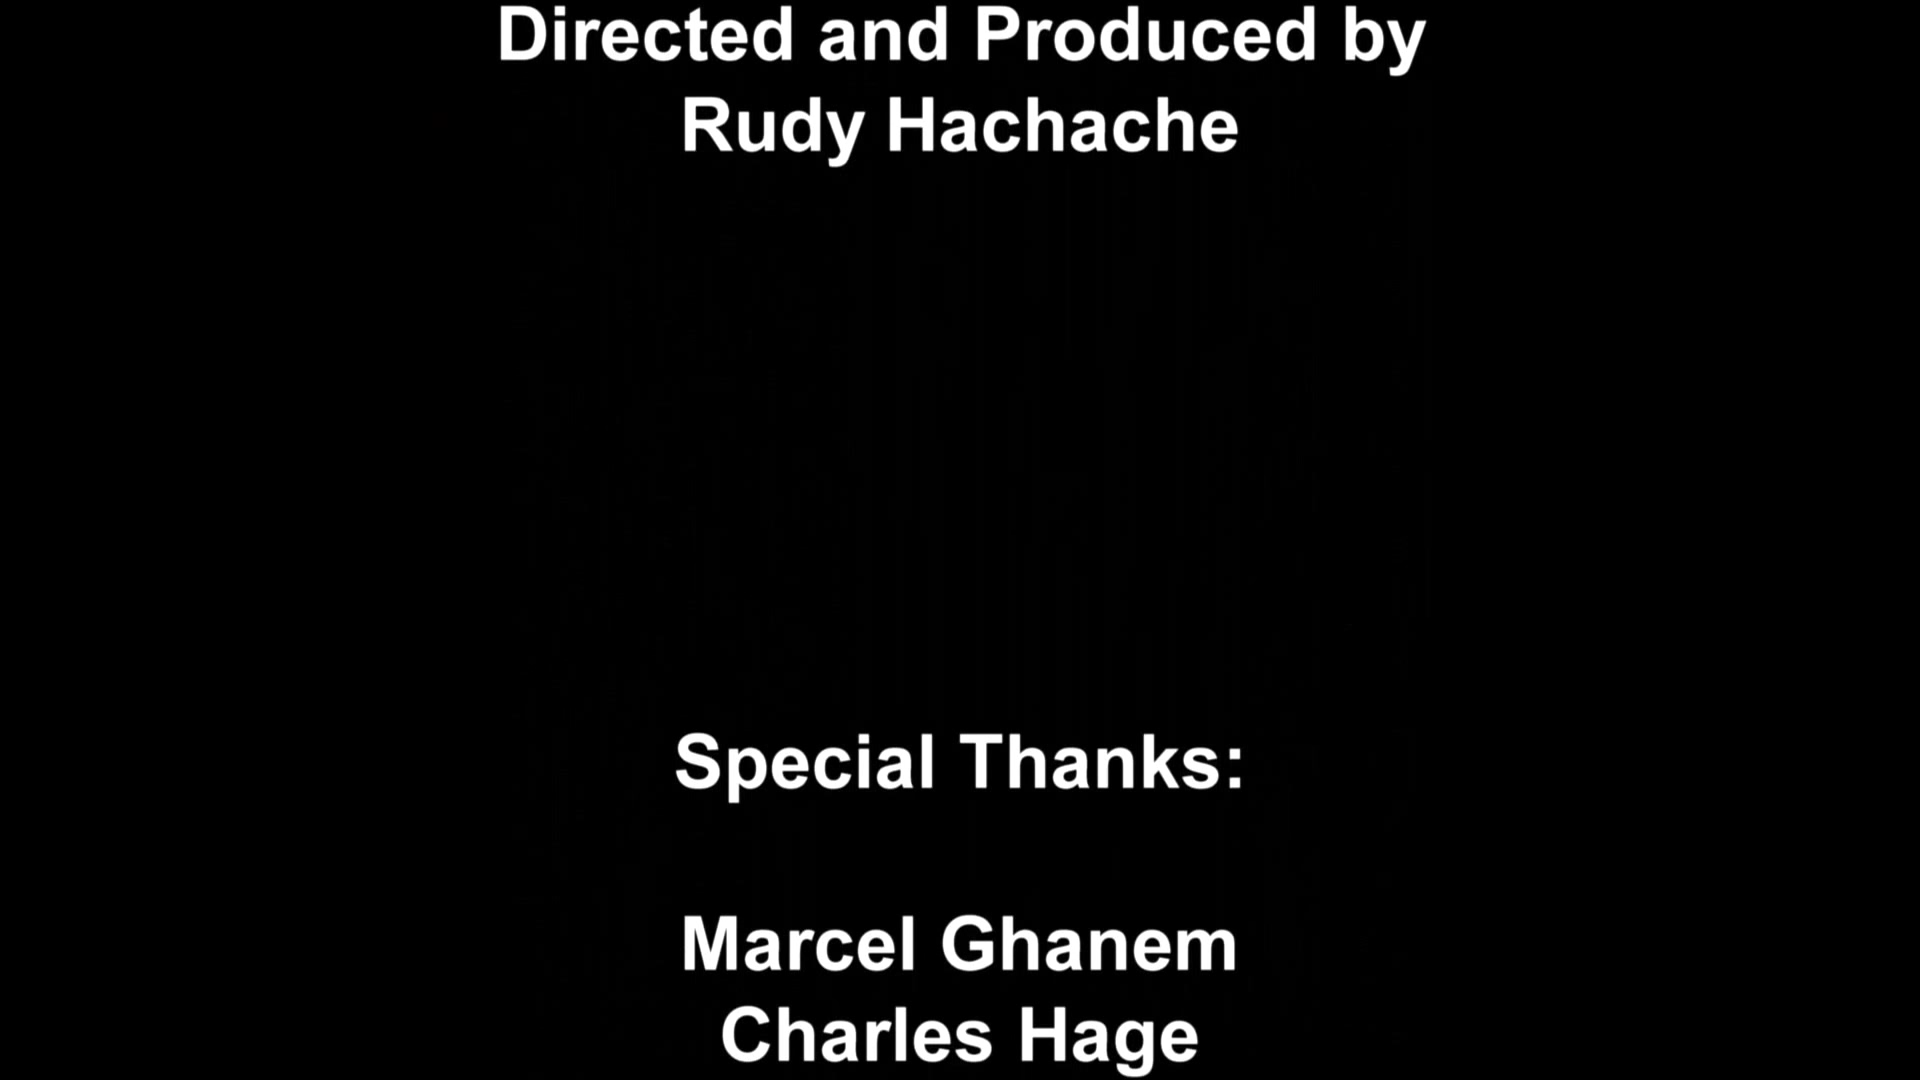 Directed and Produced by
Rudy Hachache
Special Thanks:
Marcel Ghanem
Charles Hage